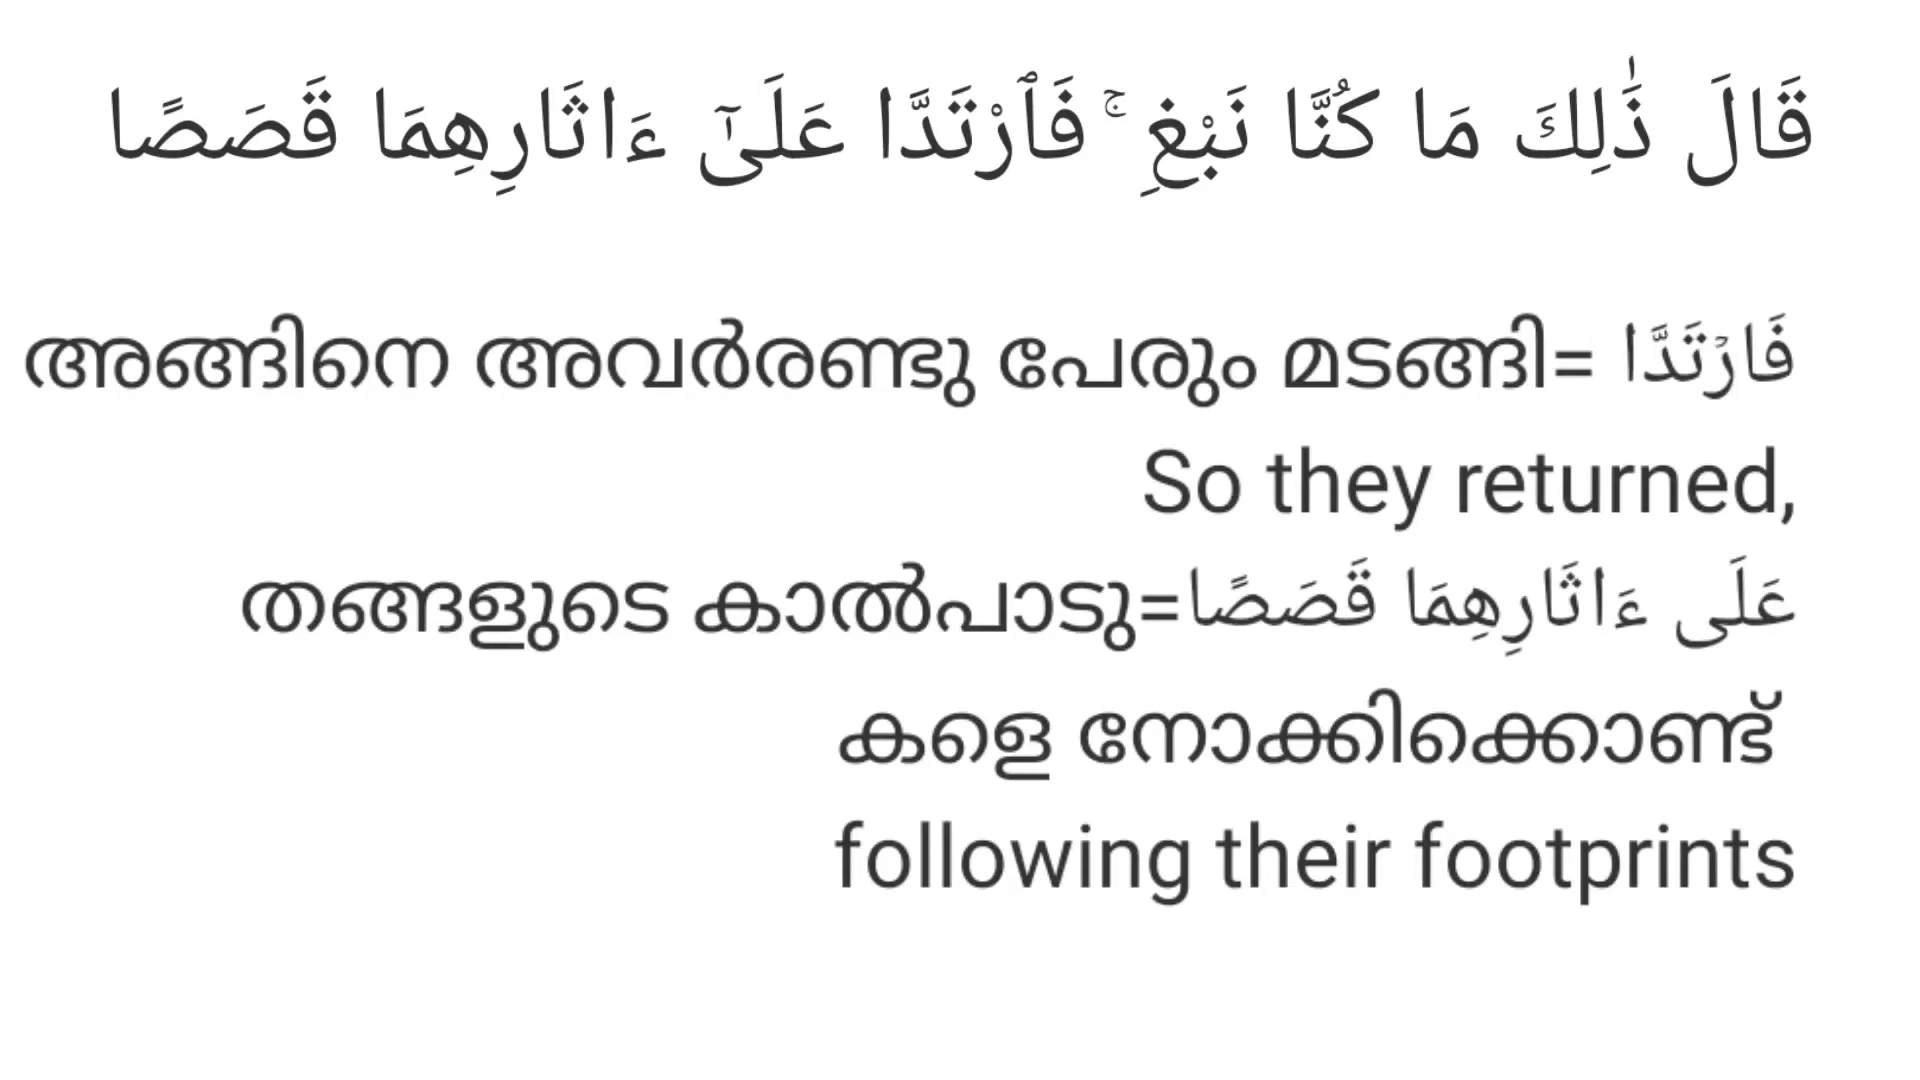 قَالَ ذَٰلِكَ مَا كُنَّا نَبْغِ ۚ فَٱرْتَدَّا عَلَىٰٓ ءَاثَارِهِمَا قَصَصًا
അങ്ങിനെ അവർരണ്ടു പേരും മടങ്ങി= فَارْتَدَّا
So they returned,
തങ്ങളുടെ കാൽപാടു=عَلَى ءَاثَارِهِمَا قَصَصًا
കളെ നോക്കിക്കൊണ്ട്
following their footprints